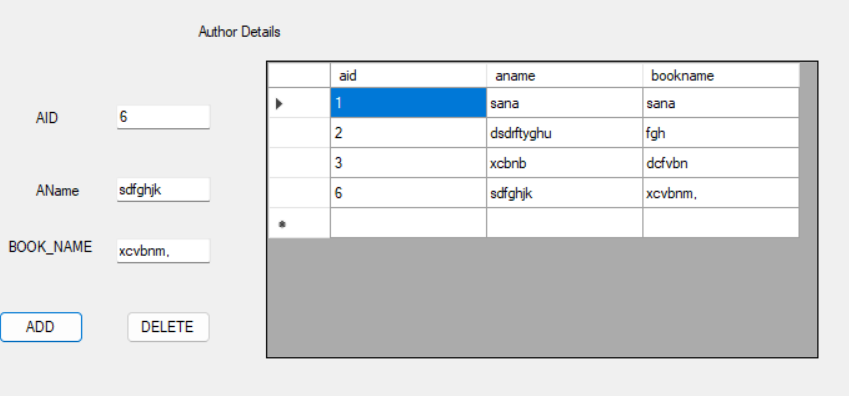 Author Details
aid aname bookname
1 sana sana
2 dsdrftyghu fgh
3 xcbnb dcfvbn
6 sdfghjk xcvbnm,
AID 6
AName sdfghjk
BOOK_NAME xcvbnm,
ADD DELETE